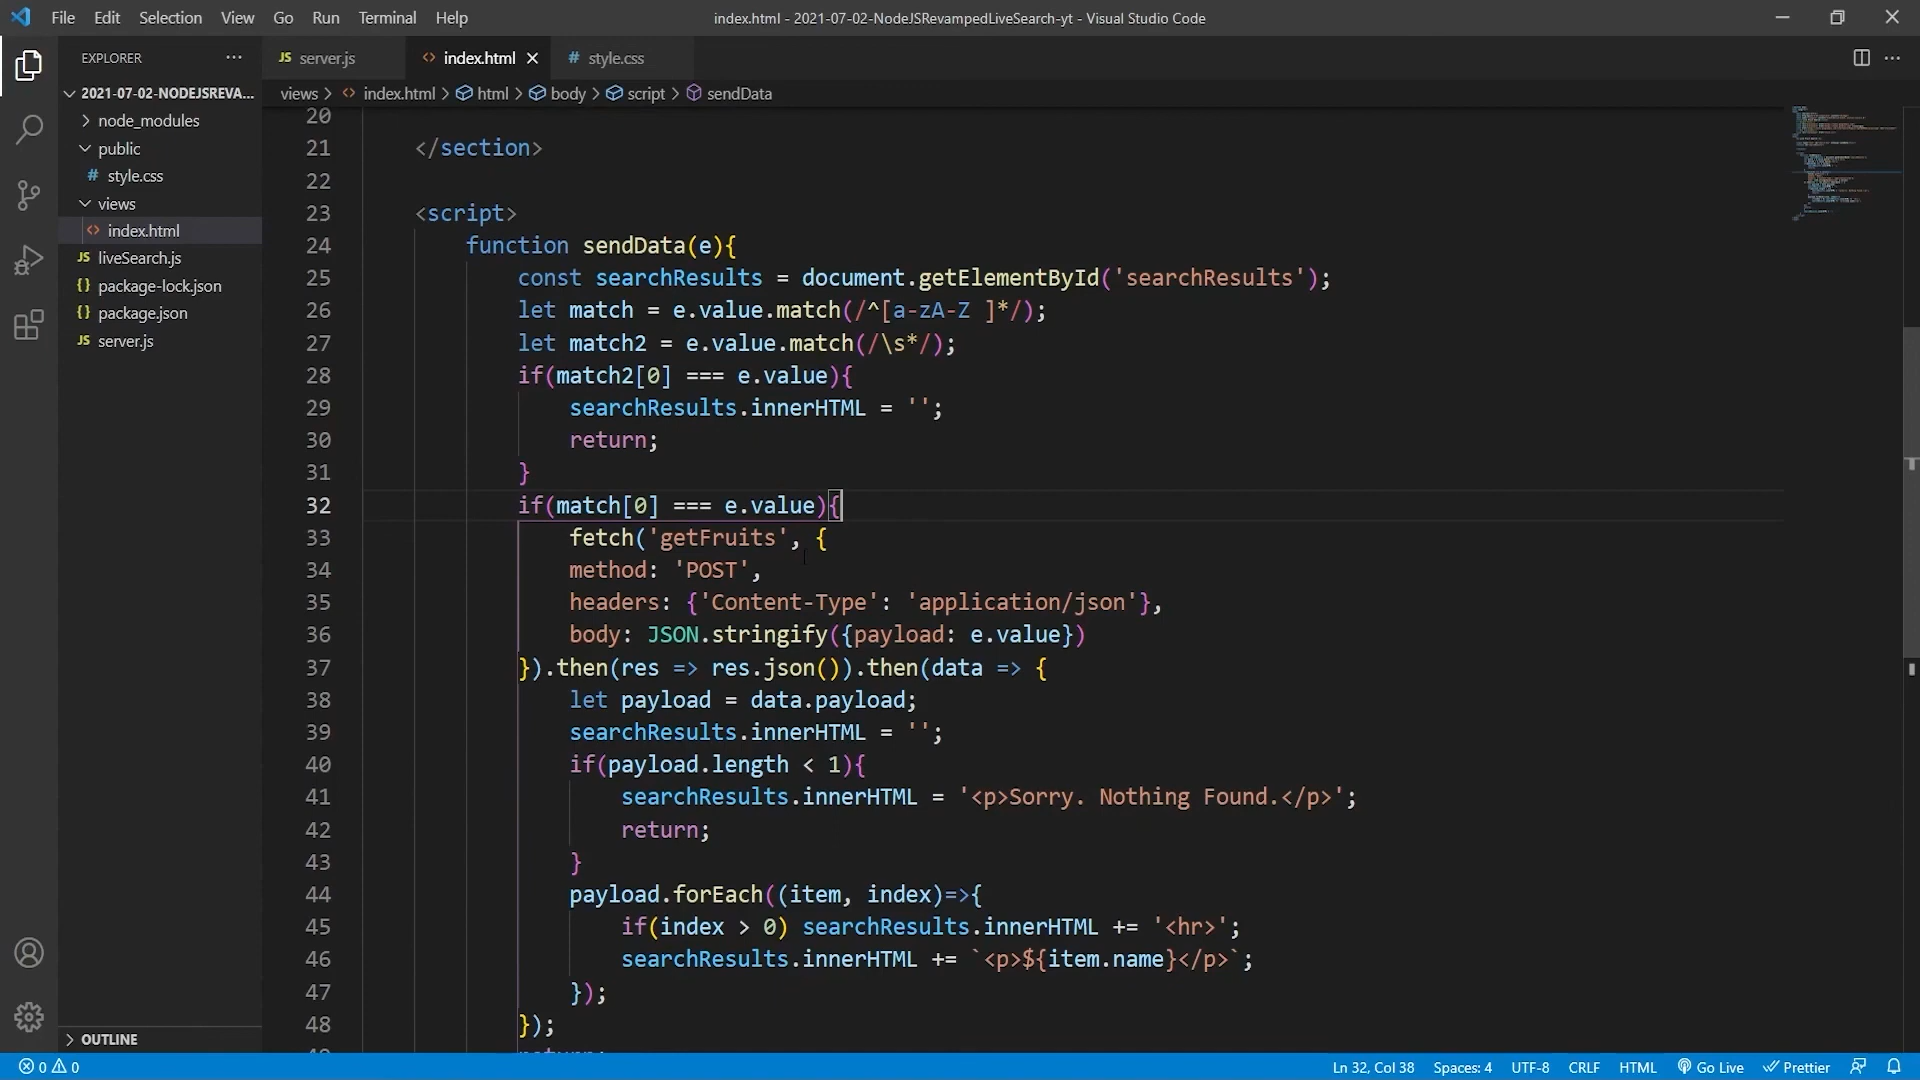 File Edit Selection View Go Run Terminal Help
index.html - 2021-07-02-NodeJSRevampedLiveSearch-yt - Visual Studio Code
EXPLORER
2021-07-02-NODEJSREVA...
node_modules
public
# style.css
views
<> index.html
JS liveSearch.js
{} package-lock.json
{} package.json
JS server.js
OUTLINE
JS server.js
<> index.html
# style.css
views > <> index.html > html > body > script > sendData
20
21 </section>
22
23 <script>
24 function sendData(e){
25 const searchResults = document.getElementById('searchResults');
26 let match = e.value.match(/^[a-zA-Z ]*/);
27 let match2 = e.value.match(/\s*/);
28 if(match2[0] === e.value){
29 searchResults.innerHTML = '';
30 return;
31 }
32 if(match[0] === e.value){
33 fetch('getFruits', {
34 method: 'POST',
35 headers: {'Content-Type': 'application/json'},
36 body: JSON.stringify({payload: e.value})
37 }).then(res => res.json()).then(data => {
38 let payload = data.payload;
39 searchResults.innerHTML = '';
40 if(payload.length < 1){
41 searchResults.innerHTML = '<p>Sorry. Nothing Found.</p>';
42 return;
43 }
44 payload.forEach((item, index)=>{
45 if(index > 0) searchResults.innerHTML += '<hr>';
46 searchResults.innerHTML += `<p>${item.name}</p>`;
47 });
48 });
0 0
Ln 32, Col 38 Spaces: 4 UTF-8 CRLF HTML Go Live Prettier